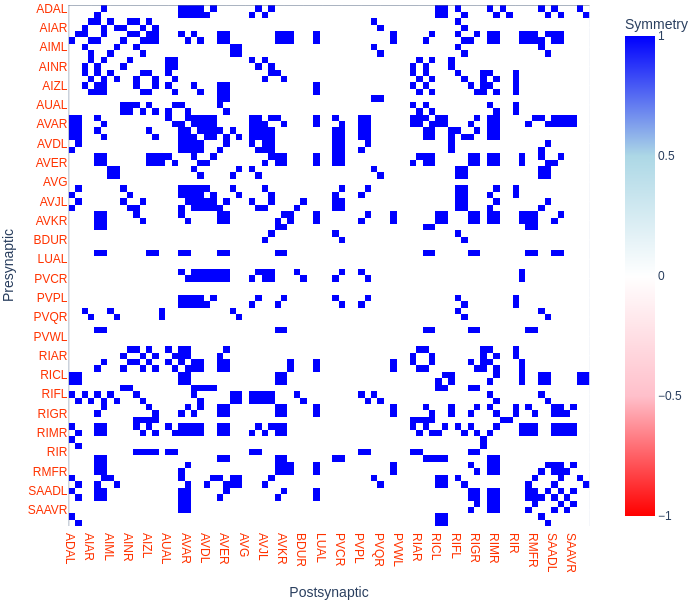 Symmetry
1
0.5
0
−0.5
−1
Presynaptic
ADAL
AIAR
AIML
AINR
AIZL
AUAL
AVAR
AVDL
AVER
AVG
AVJL
AVKR
BDUR
LUAL
PVCR
PVPL
PVQR
PVWL
RIAR
RICL
RIFL
RIGR
RIMR
RIR
RMFR
SAADL
SAAVR
ADAL
AIAR
AIML
AINR
AIZL
AUAL
AVAR
AVDL
AVER
AVG
AVJL
AVKR
BDUR
LUAL
PVCR
PVPL
PVQR
PVWL
RIAR
RICL
RIFL
RIGR
RIMR
RIR
RMFR
SAADL
SAAVR
Postsynaptic